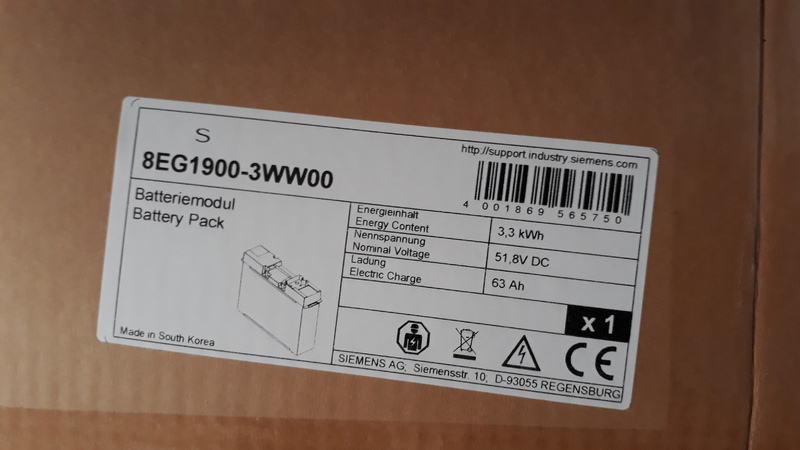 S
8EG1900-3WW00
http://support.industry.siemens.com
4 001869 565750
Batteriemodul
Battery Pack
Energieinhalt
Energy Content
3,3 kWh
Nennspannung
Nominal Voltage
51,8V DC
Ladung
Electric Charge
63 Ah
x 1
Made in South Korea
CE
SIEMENS AG, Siemensstr. 10; D-93055 REGENSBURG